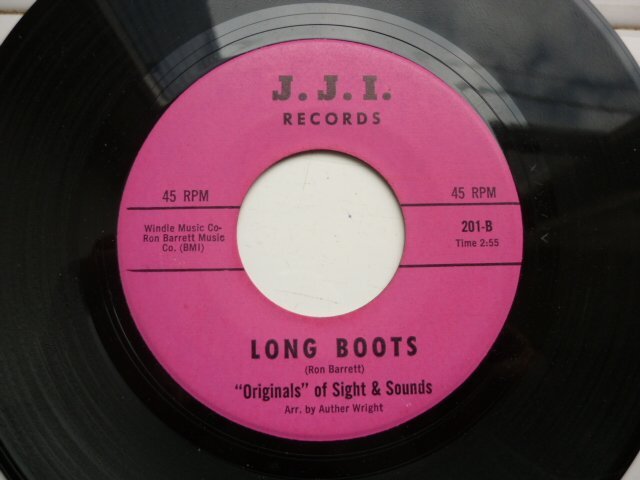 J.J.I.
RECORDS
45 RPM
45 RPM
Windle Music Co-
Ron Barrett Music
Co. (BMI)
201-B
Time 2:55
LONG BOOTS
(Ron Barrett)
"Originals" of Sight & Sounds
Arr. by Auther Wright